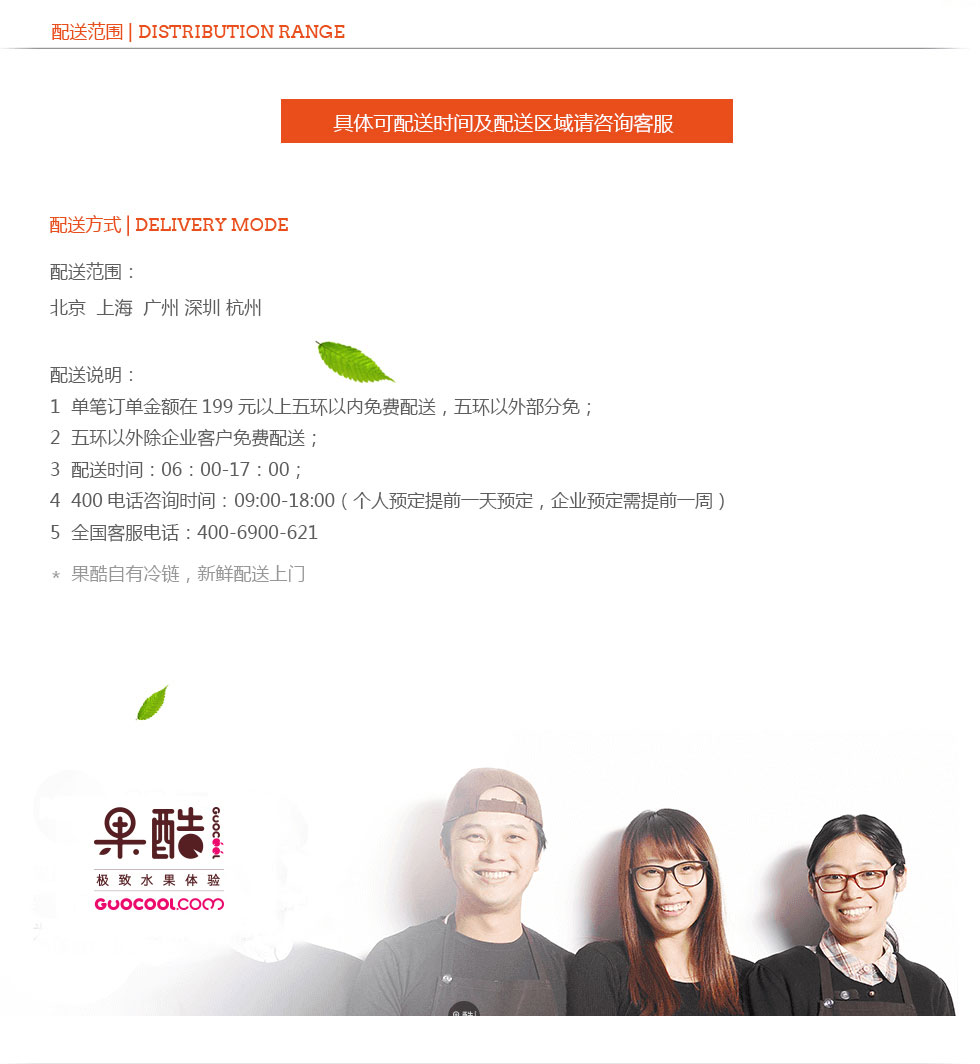 配送范围 | DISTRIBUTION RANGE
具体可配送时间及配送区域请咨询客服
配送方式 | DELIVERY MODE
配送范围：
北京 上海 广州 深圳 杭州
配送说明：
1 单笔订单金额在 199 元以上五环以内免费配送，五环以外部分免；
2 五环以外除企业客户免费配送；
3 配送时间：06：00-17：00；
4 400 电话咨询时间：09:00-18:00（ 个人预定提前一天预定，企业预定需提前一周 ）
5 全国客服电话：400-6900-621
* 果酷自有冷链，新鲜配送上门
果酷
GUOCOOL
极致水果体验
GUOCOOL.COM